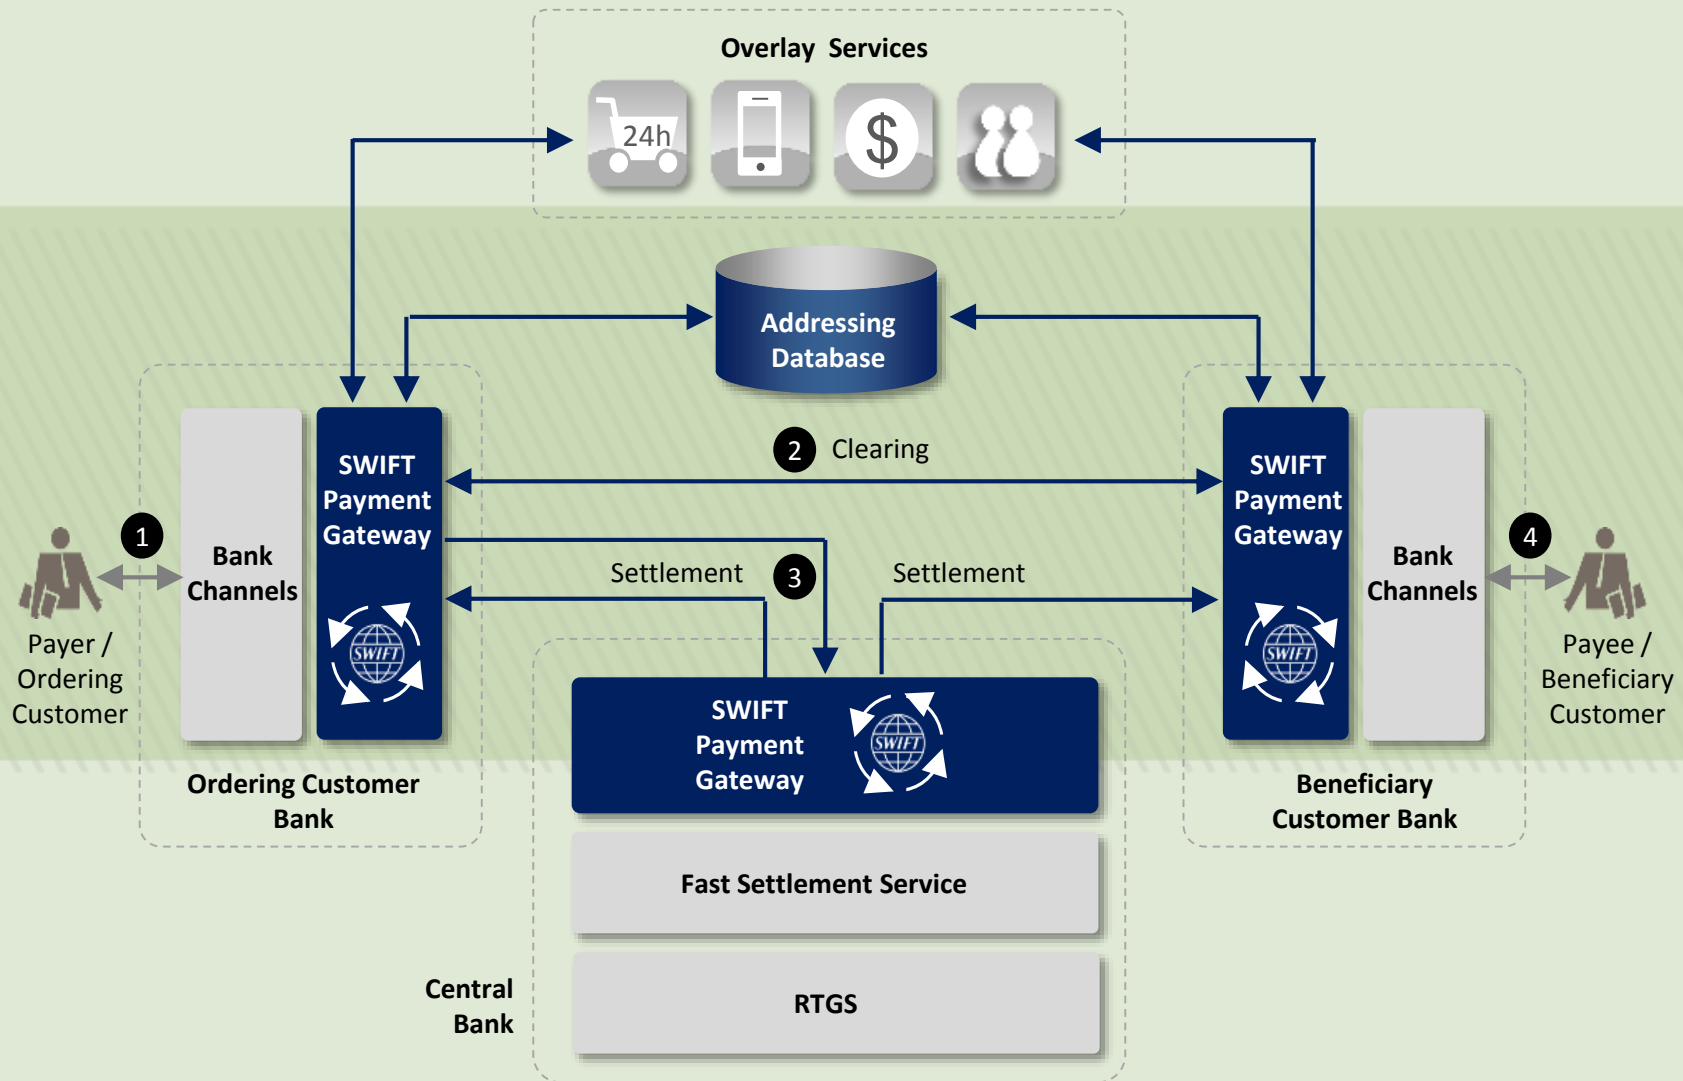 Overlay Services
24h
$
Addressing
Database
2 Clearing
SWIFT
Payment
Gateway
SWIFT
Payment
Gateway
1
4
Bank
Channels
Bank
Channels
Settlement
3
Settlement
SWIFT
SWIFT
Payer /
Ordering
Customer
Payee /
Beneficiary
Customer
SWIFT
Payment
Gateway
SWIFT
Ordering Customer
Bank
Beneficiary
Customer Bank
Fast Settlement Service
Central
Bank
RTGS